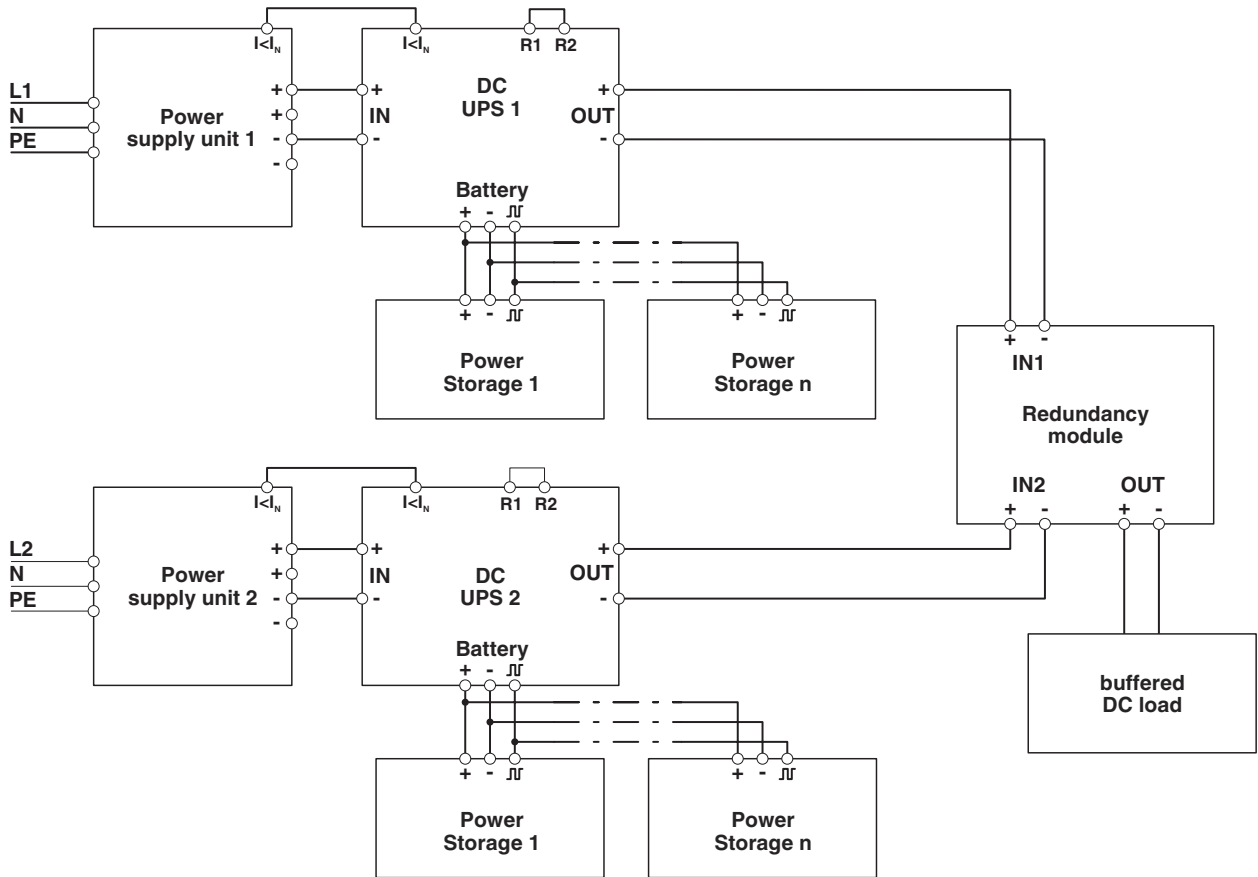 I<IN I<IN R1 R2
L1
N
PE
Power
supply unit 1
+
+
-
-
+
IN
-
DC
UPS 1
+
OUT
-
Battery
+ -
+ -
Power
Storage 1
+ -
Power
Storage n
+ -
IN1
Redundancy
module
IN2 OUT
+ - + -
I<IN I<IN R1 R2
L2
N
PE
Power
supply unit 2
+
+
-
-
+
IN
-
DC
UPS 2
+
OUT
-
Battery
+ -
+ -
Power
Storage 1
+ -
Power
Storage n
buffered
DC load